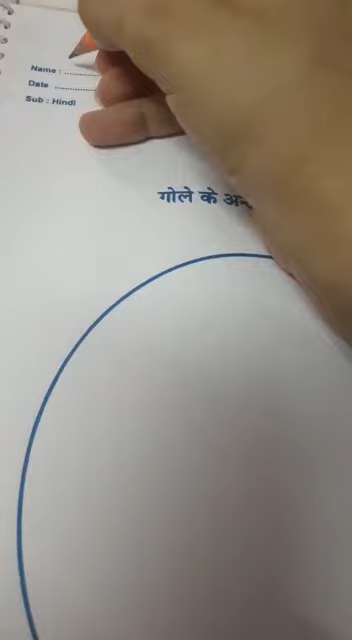 Name : ............
Date ............
Sub : Hindi
गोले के